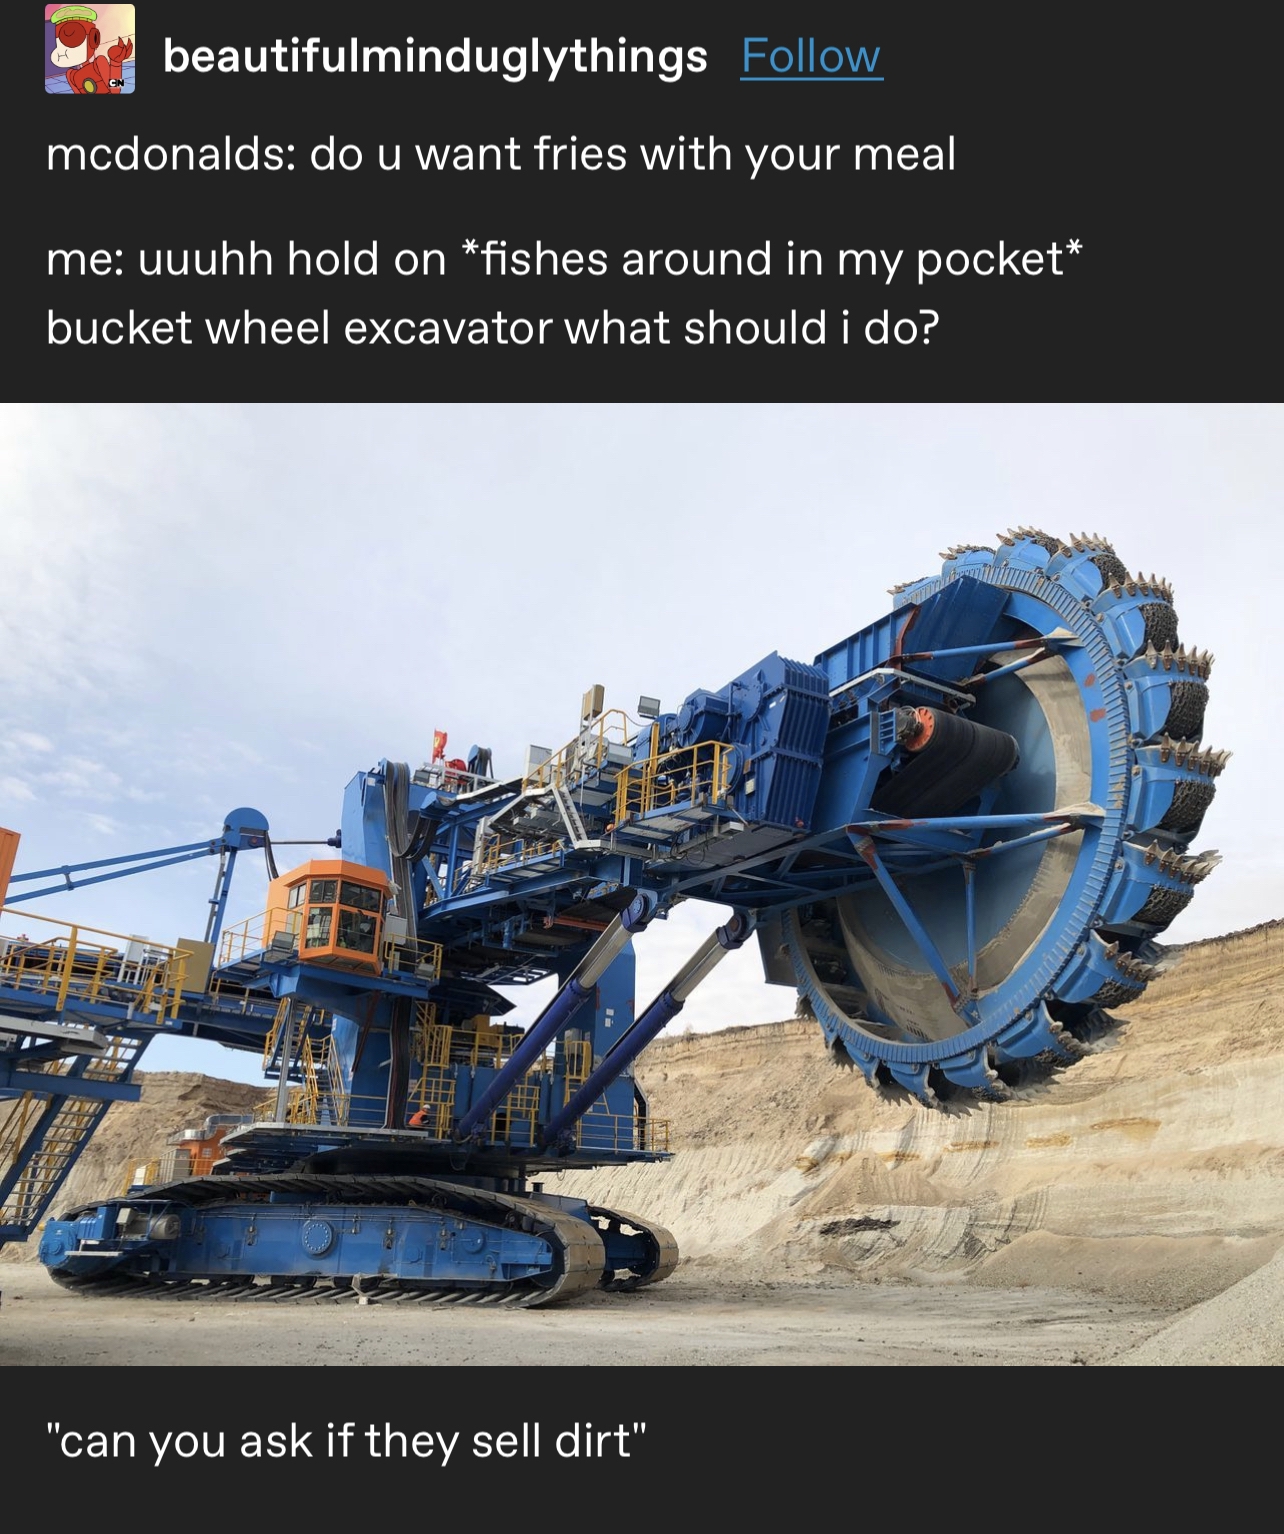 beautifulminduglythings Follow
CN
mcdonalds: do u want fries with your meal
me: uuuhh hold on *fishes around in my pocket*
bucket wheel excavator what should i do?
"can you ask if they sell dirt"